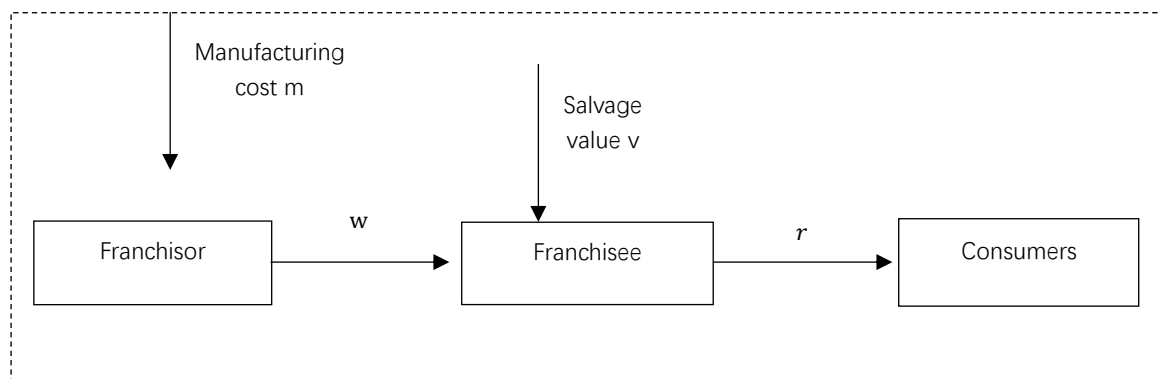 Manufacturing
cost m
Salvage
value v
w
r
Franchisor
Franchisee
Consumers